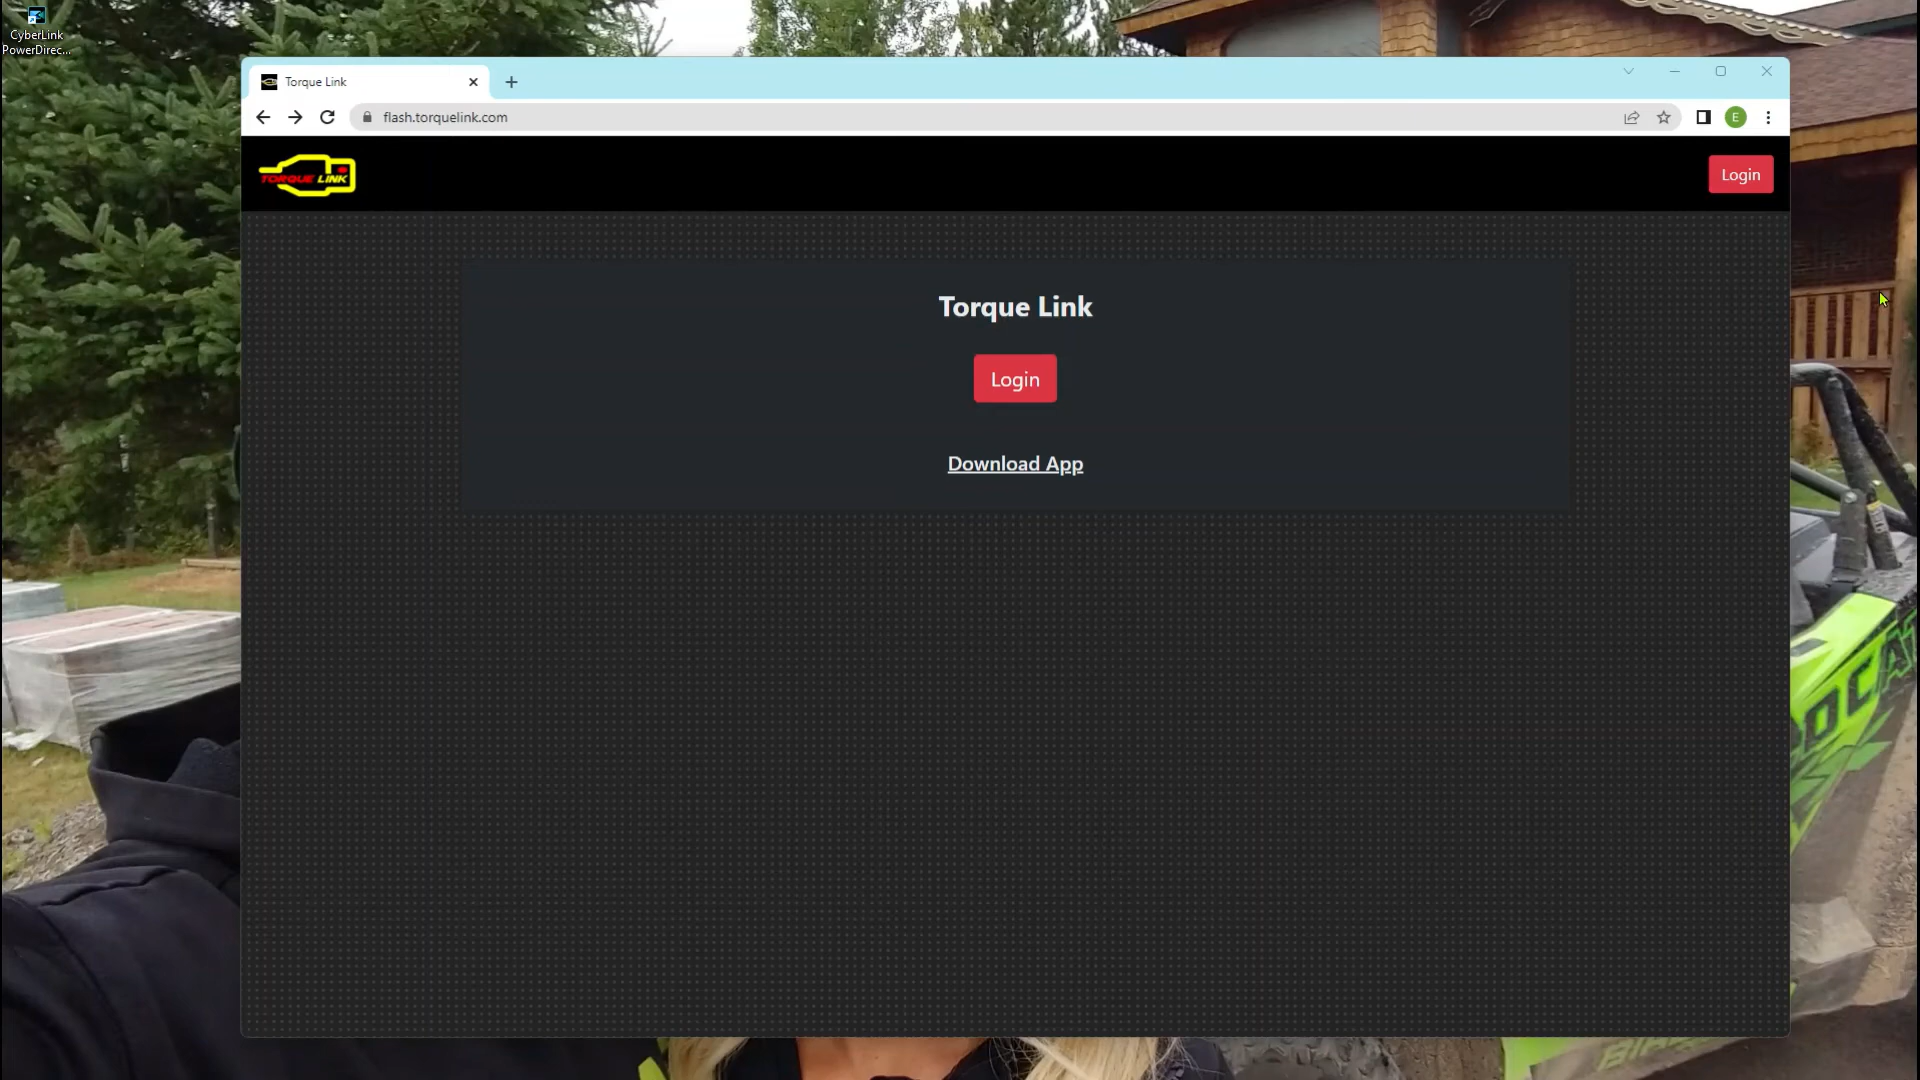 CyberLink
PowerDirec...
Torque Link
flash.torquelink.com
E
TORQUE LINK
Login
Torque Link
Login
Download App